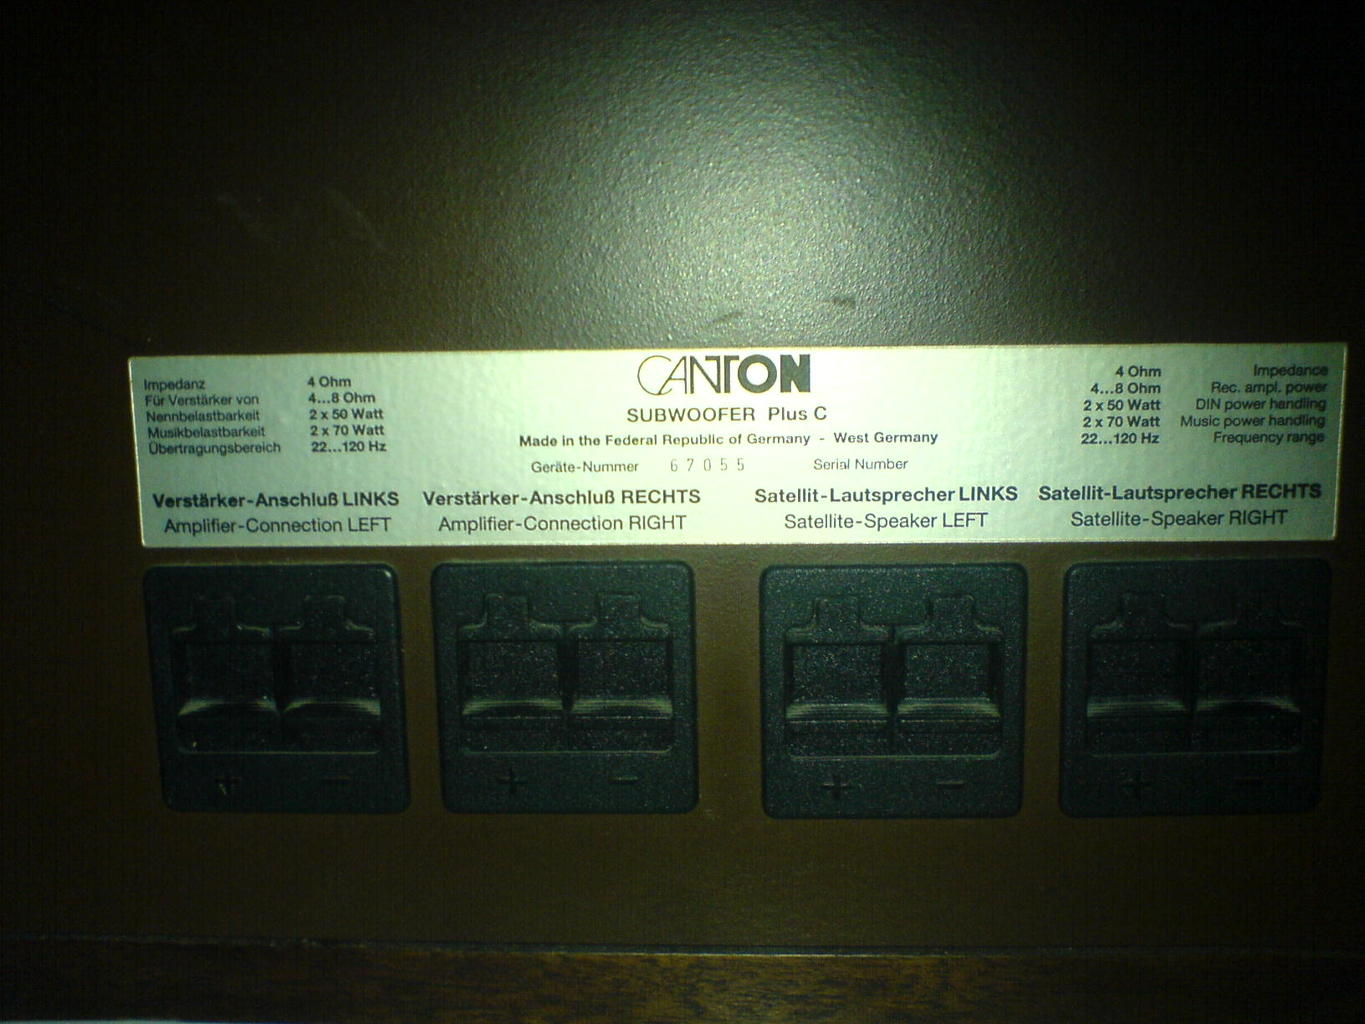 CANTON
SUBWOOFER Plus C
Made in the Federal Republic of Germany - West Germany
Geräte-Nummer 67055 Serial Number
Impedanz 4 Ohm
Für Verstärker von 4...8 Ohm
Nennbelastbarkeit 2 x 50 Watt
Musikbelastbarkeit 2 x 70 Watt
Übertragungsbereich 22...120 Hz
4 Ohm Impedance
4...8 Ohm Rec. ampl. power
2 x 50 Watt DIN power handling
2 x 70 Watt Music power handling
22...120 Hz Frequency range
Verstärker-Anschluß LINKS Verstärker-Anschluß RECHTS Satellit-Lautsprecher LINKS Satellit-Lautsprecher RECHTS
Amplifier-Connection LEFT Amplifier-Connection RIGHT Satellite-Speaker LEFT Satellite-Speaker RIGHT
+ - + - + - + -